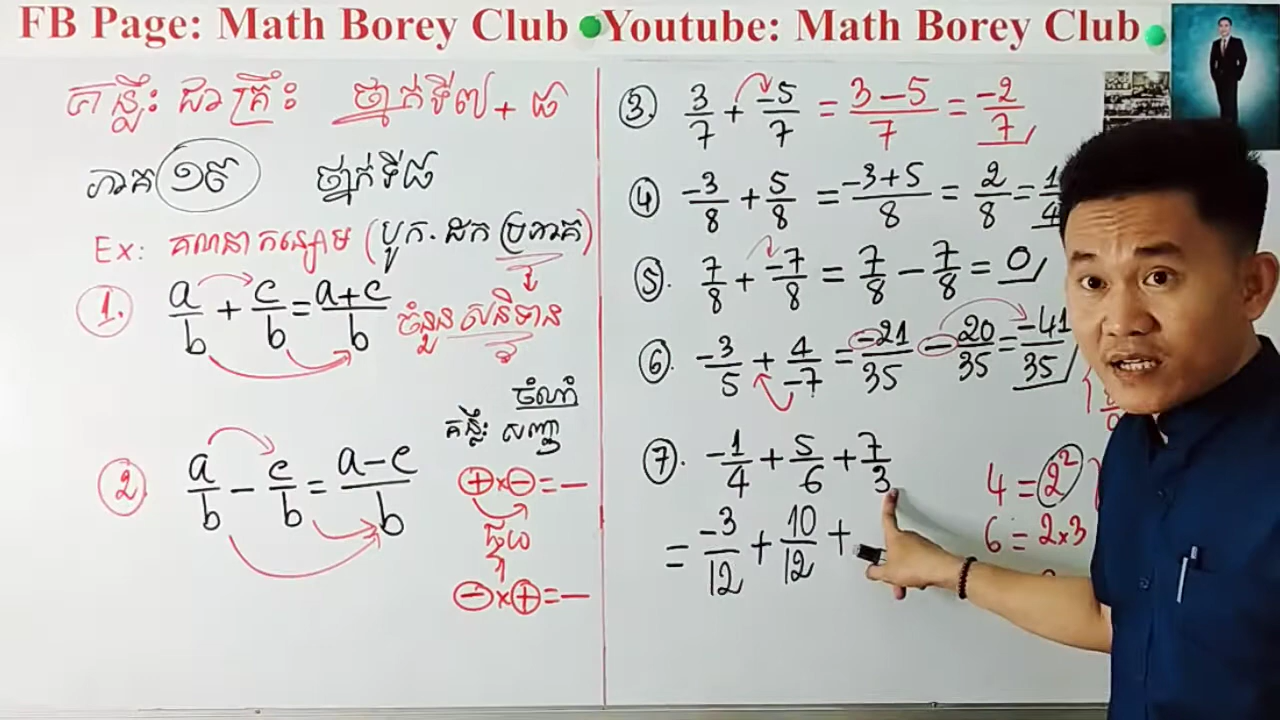 FB Page: Math Borey Club Youtube: Math Borey Club
គន្លឹះ ជាគ្រឹះ ថ្នាក់ទី៧ + ៨
ភាគ ១៩ ថ្នាក់ទី៨
Ex: គណនាកន្សោម (បូក. ដក ប្រភាគ)
1. a/b + c/b = a+c/b
ចំនួនសនិទាន
2. a/b - c/b = a-c/b
ចំណាំ
គន្លឹះ សញ្ញា
+ × - = -
ផ្ទុយ
- × + = -
3. 3/7 + -5/7 = 3-5/7 = -2/7
4 -3/8 + 5/8 = -3+5/8 = 2/8 = 1/4
5. 7/8 + -7/8 = 7/8 - 7/8 = 0
6. -3/5 + 4/-7 = -21/35 - 20/35 = -41/35
7. -1/4 + 5/6 + 7/3
= -3/12 + 10/12 +
4 = 2²
6 = 2×3